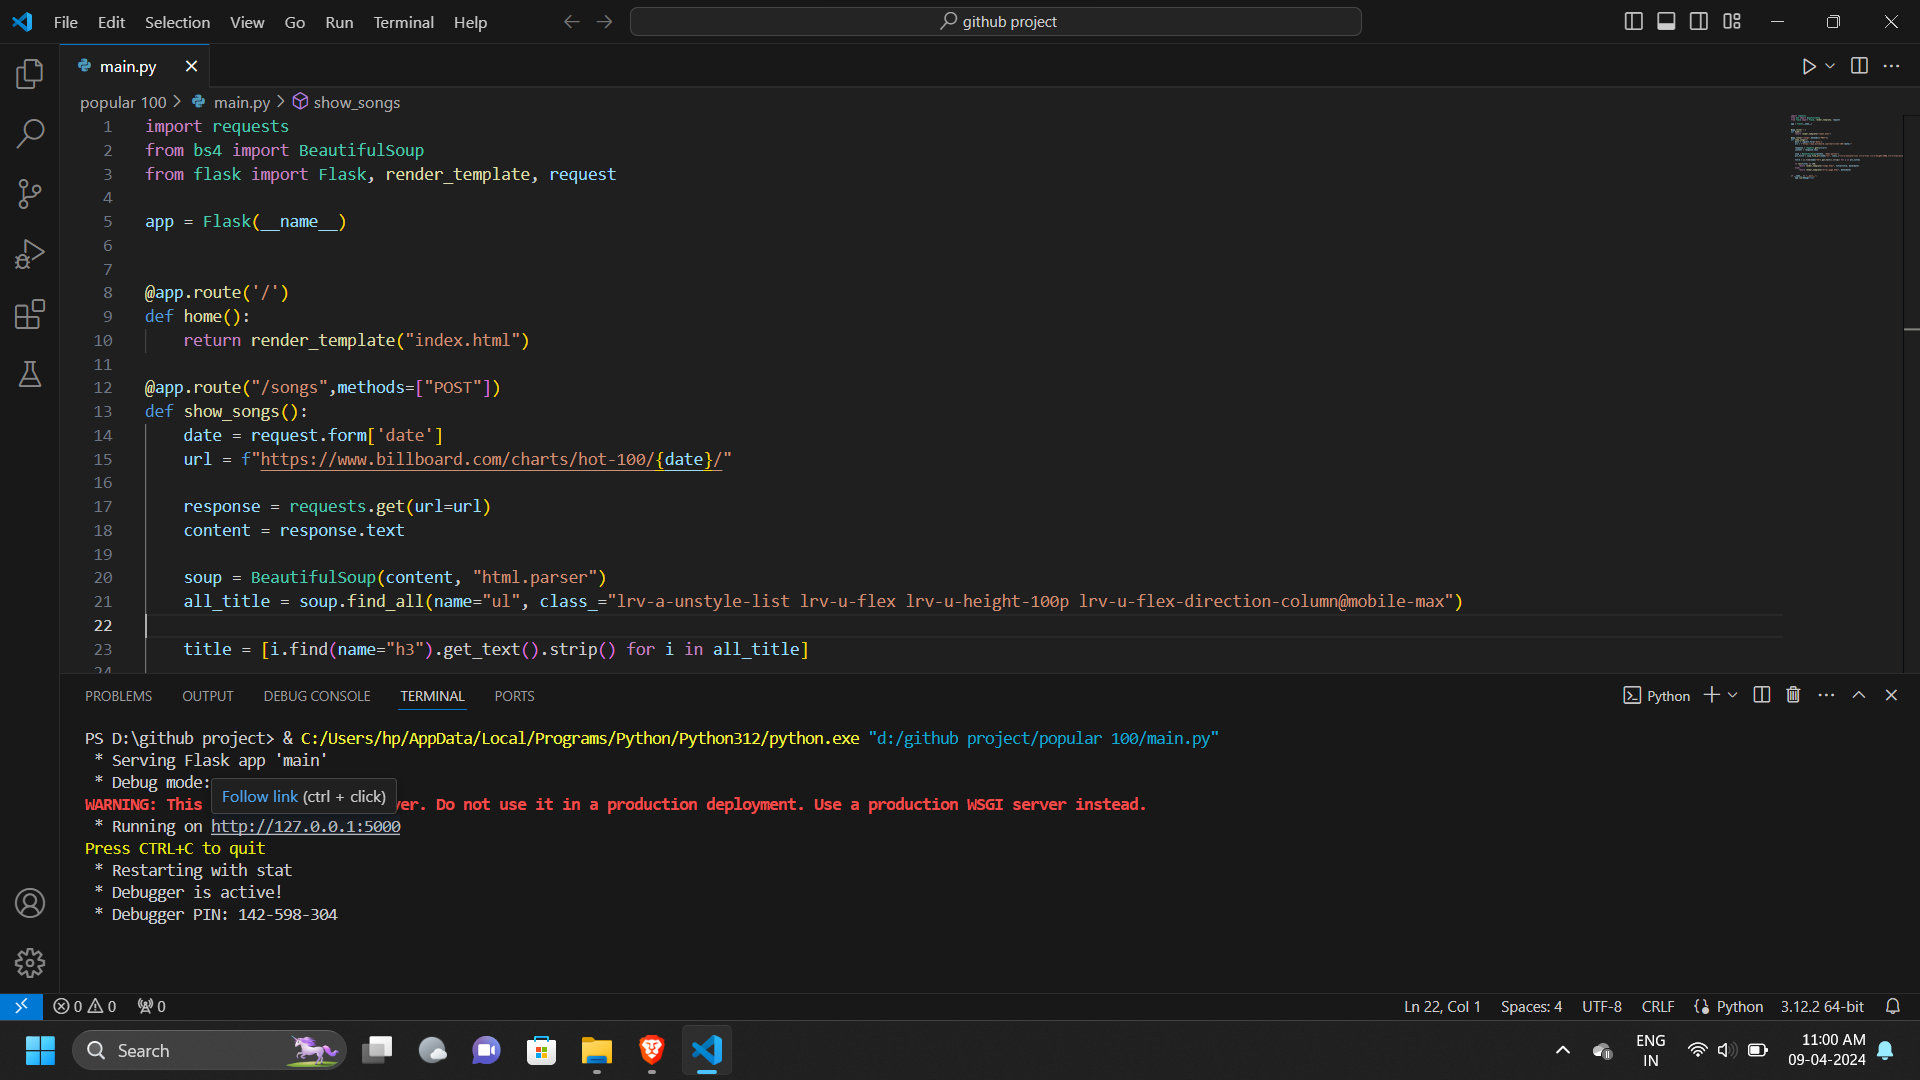 File Edit Selection View Go Run Terminal Help
github project
main.py
popular 100 > main.py > show_songs
1 import requests
2 from bs4 import BeautifulSoup
3 from flask import Flask, render_template, request
4
5 app = Flask(__name__)
6
7
8 @app.route('/')
9 def home():
10     return render_template("index.html")
11
12 @app.route("/songs",methods=["POST"])
13 def show_songs():
14     date = request.form['date']
15     url = f"https://www.billboard.com/charts/hot-100/{date}/"
16
17     response = requests.get(url=url)
18     content = response.text
19
20     soup = BeautifulSoup(content, "html.parser")
21     all_title = soup.find_all(name="ul", class_="lrv-a-unstyle-list lrv-u-flex lrv-u-height-100p lrv-u-flex-direction-column@mobile-max")
22
23     title = [i.find(name="h3").get_text().strip() for i in all_title]
24
PROBLEMS OUTPUT DEBUG CONSOLE TERMINAL PORTS
Python
PS D:\github project> & C:/Users/hp/AppData/Local/Programs/Python/Python312/python.exe "d:/github project/popular 100/main.py"
* Serving Flask app 'main'
* Debug mode:
Follow link (ctrl + click)
WARNING: This ver. Do not use it in a production deployment. Use a production WSGI server instead.
* Running on http://127.0.0.1:5000
Press CTRL+C to quit
* Restarting with stat
* Debugger is active!
* Debugger PIN: 142-598-304
0 0 0
Ln 22, Col 1 Spaces: 4 UTF-8 CRLF Python 3.12.2 64-bit
Search
ENG
IN
11:00 AM
09-04-2024